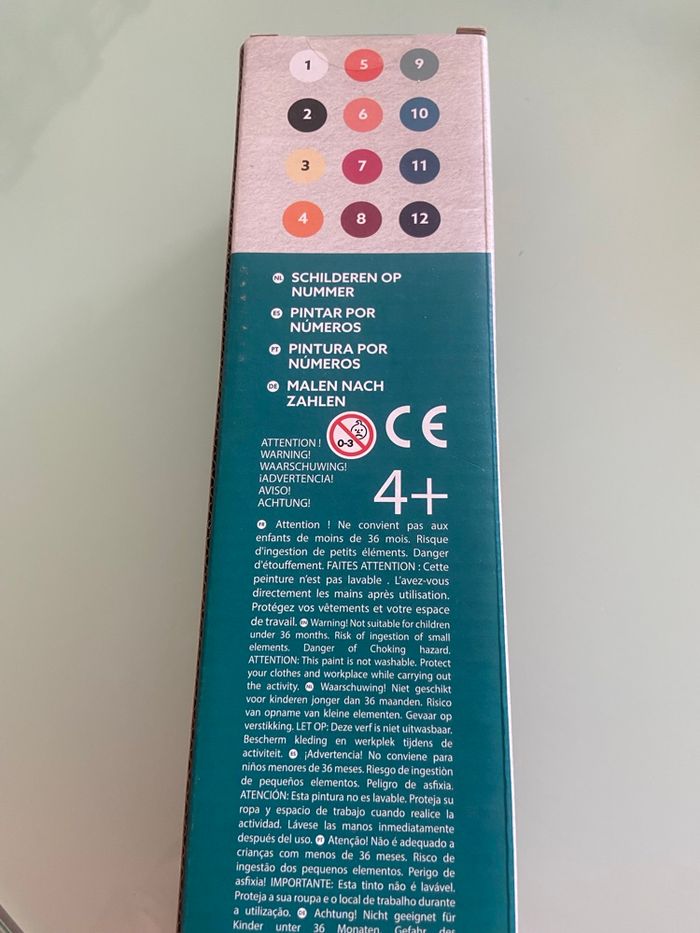 1 5 9
2 6 10
3 7 11
4 8 12
NL SCHILDEREN OP
NUMMER
ES PINTAR POR
NÚMEROS
PT PINTURA POR
NÚMEROS
DE MALEN NACH
ZAHLEN
0-3
CE
ATTENTION !
WARNING!
WAARSCHUWING!
¡ADVERTENCIA!
AVISO!
ACHTUNG!
4+
FR Attention ! Ne convient pas aux
enfants de moins de 36 mois. Risque
d'ingestion de petits éléments. Danger
d'étouffement. FAITES ATTENTION : Cette
peinture n'est pas lavable . L'avez-vous
directement les mains après utilisation.
Protégez vos vêtements et votre espace
de travail. EN Warning! Not suitable for children
under 36 months. Risk of ingestion of small
elements. Danger of Choking hazard.
ATTENTION: This paint is not washable. Protect
your clothes and workplace while carrying out
the activity. NL Waarschuwing! Niet geschikt
voor kinderen jonger dan 36 maanden. Risico
van opname van kleine elementen. Gevaar op
verstikking. LET OP: Deze verf is niet uitwasbaar.
Bescherm kleding en werkplek tijdens de
activiteit. ES ¡Advertencia! No conviene para
niños menores de 36 meses. Riesgo de ingestiòn
de pequeños elementos. Peligro de asfixia.
ATENCIÓN: Esta pintura no es lavable. Proteja su
ropa y espacio de trabajo cuando realice la
actividad. Lávese las manos inmediatamente
después del uso. PT Atenção! Não é adequado a
crianças com menos de 36 meses. Risco de
ingestão dos pequenos elementos. Perigo de
asfixia! IMPORTANTE: Esta tinto não é lavável.
Proteja a sua roupa e o local de trabalho durante
a utilização. DE Achtung! Nicht geeignet für
Kinder unter 36 Monaten. Gefahr des